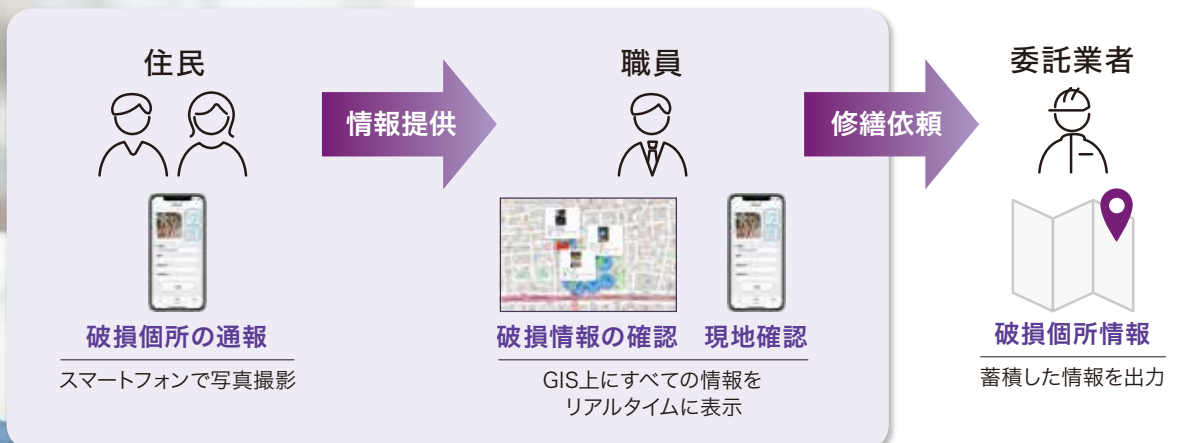 住民
職員
委託業者
情報提供
修繕依頼
破損個所の通報
スマートフォンで写真撮影
破損情報の確認
現地確認
GIS上にすべての情報を
リアルタイムに表示
破損個所情報
蓄積した情報を出力